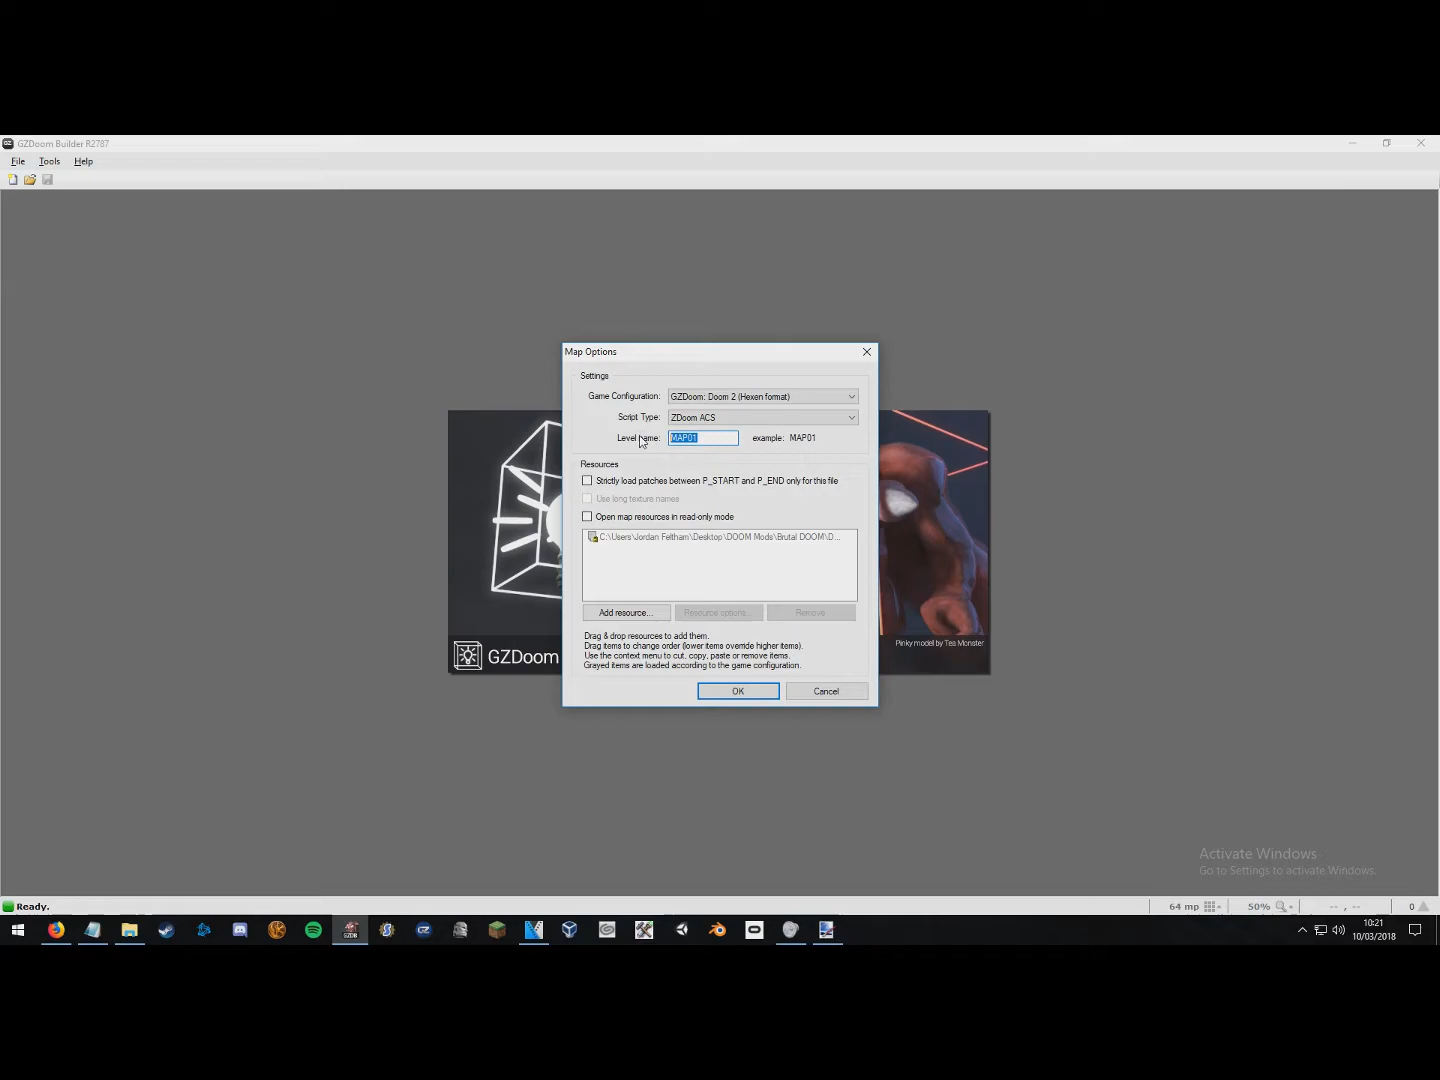 GZDoom Builder R2787
File Tools Help
Map Options
Settings
Game Configuration: GZDoom: Doom 2 (Hexen format)
Script Type: ZDoom ACS
Level name: MAP01 example: MAP01
Resources
Strictly load patches between P_START and P_END only for this file
Use long texture names
Open map resources in read-only mode
C:\Users\Jordan Feltham\Desktop\DOOM Mods\Brutal DOOM\D...
Add resource... Resource options... Remove
Drag & drop resources to add them.
Drag items to change order (lower items override higher items).
Use the context menu to cut, copy, paste or remove items.
Grayed items are loaded according to the game configuration.
OK Cancel
GZDoom
Pinky model by Tea Monster
Activate Windows
Go to Settings to activate Windows.
Ready.
64 mp 50% -- , -- 0
GZDB
10:21
10/03/2018